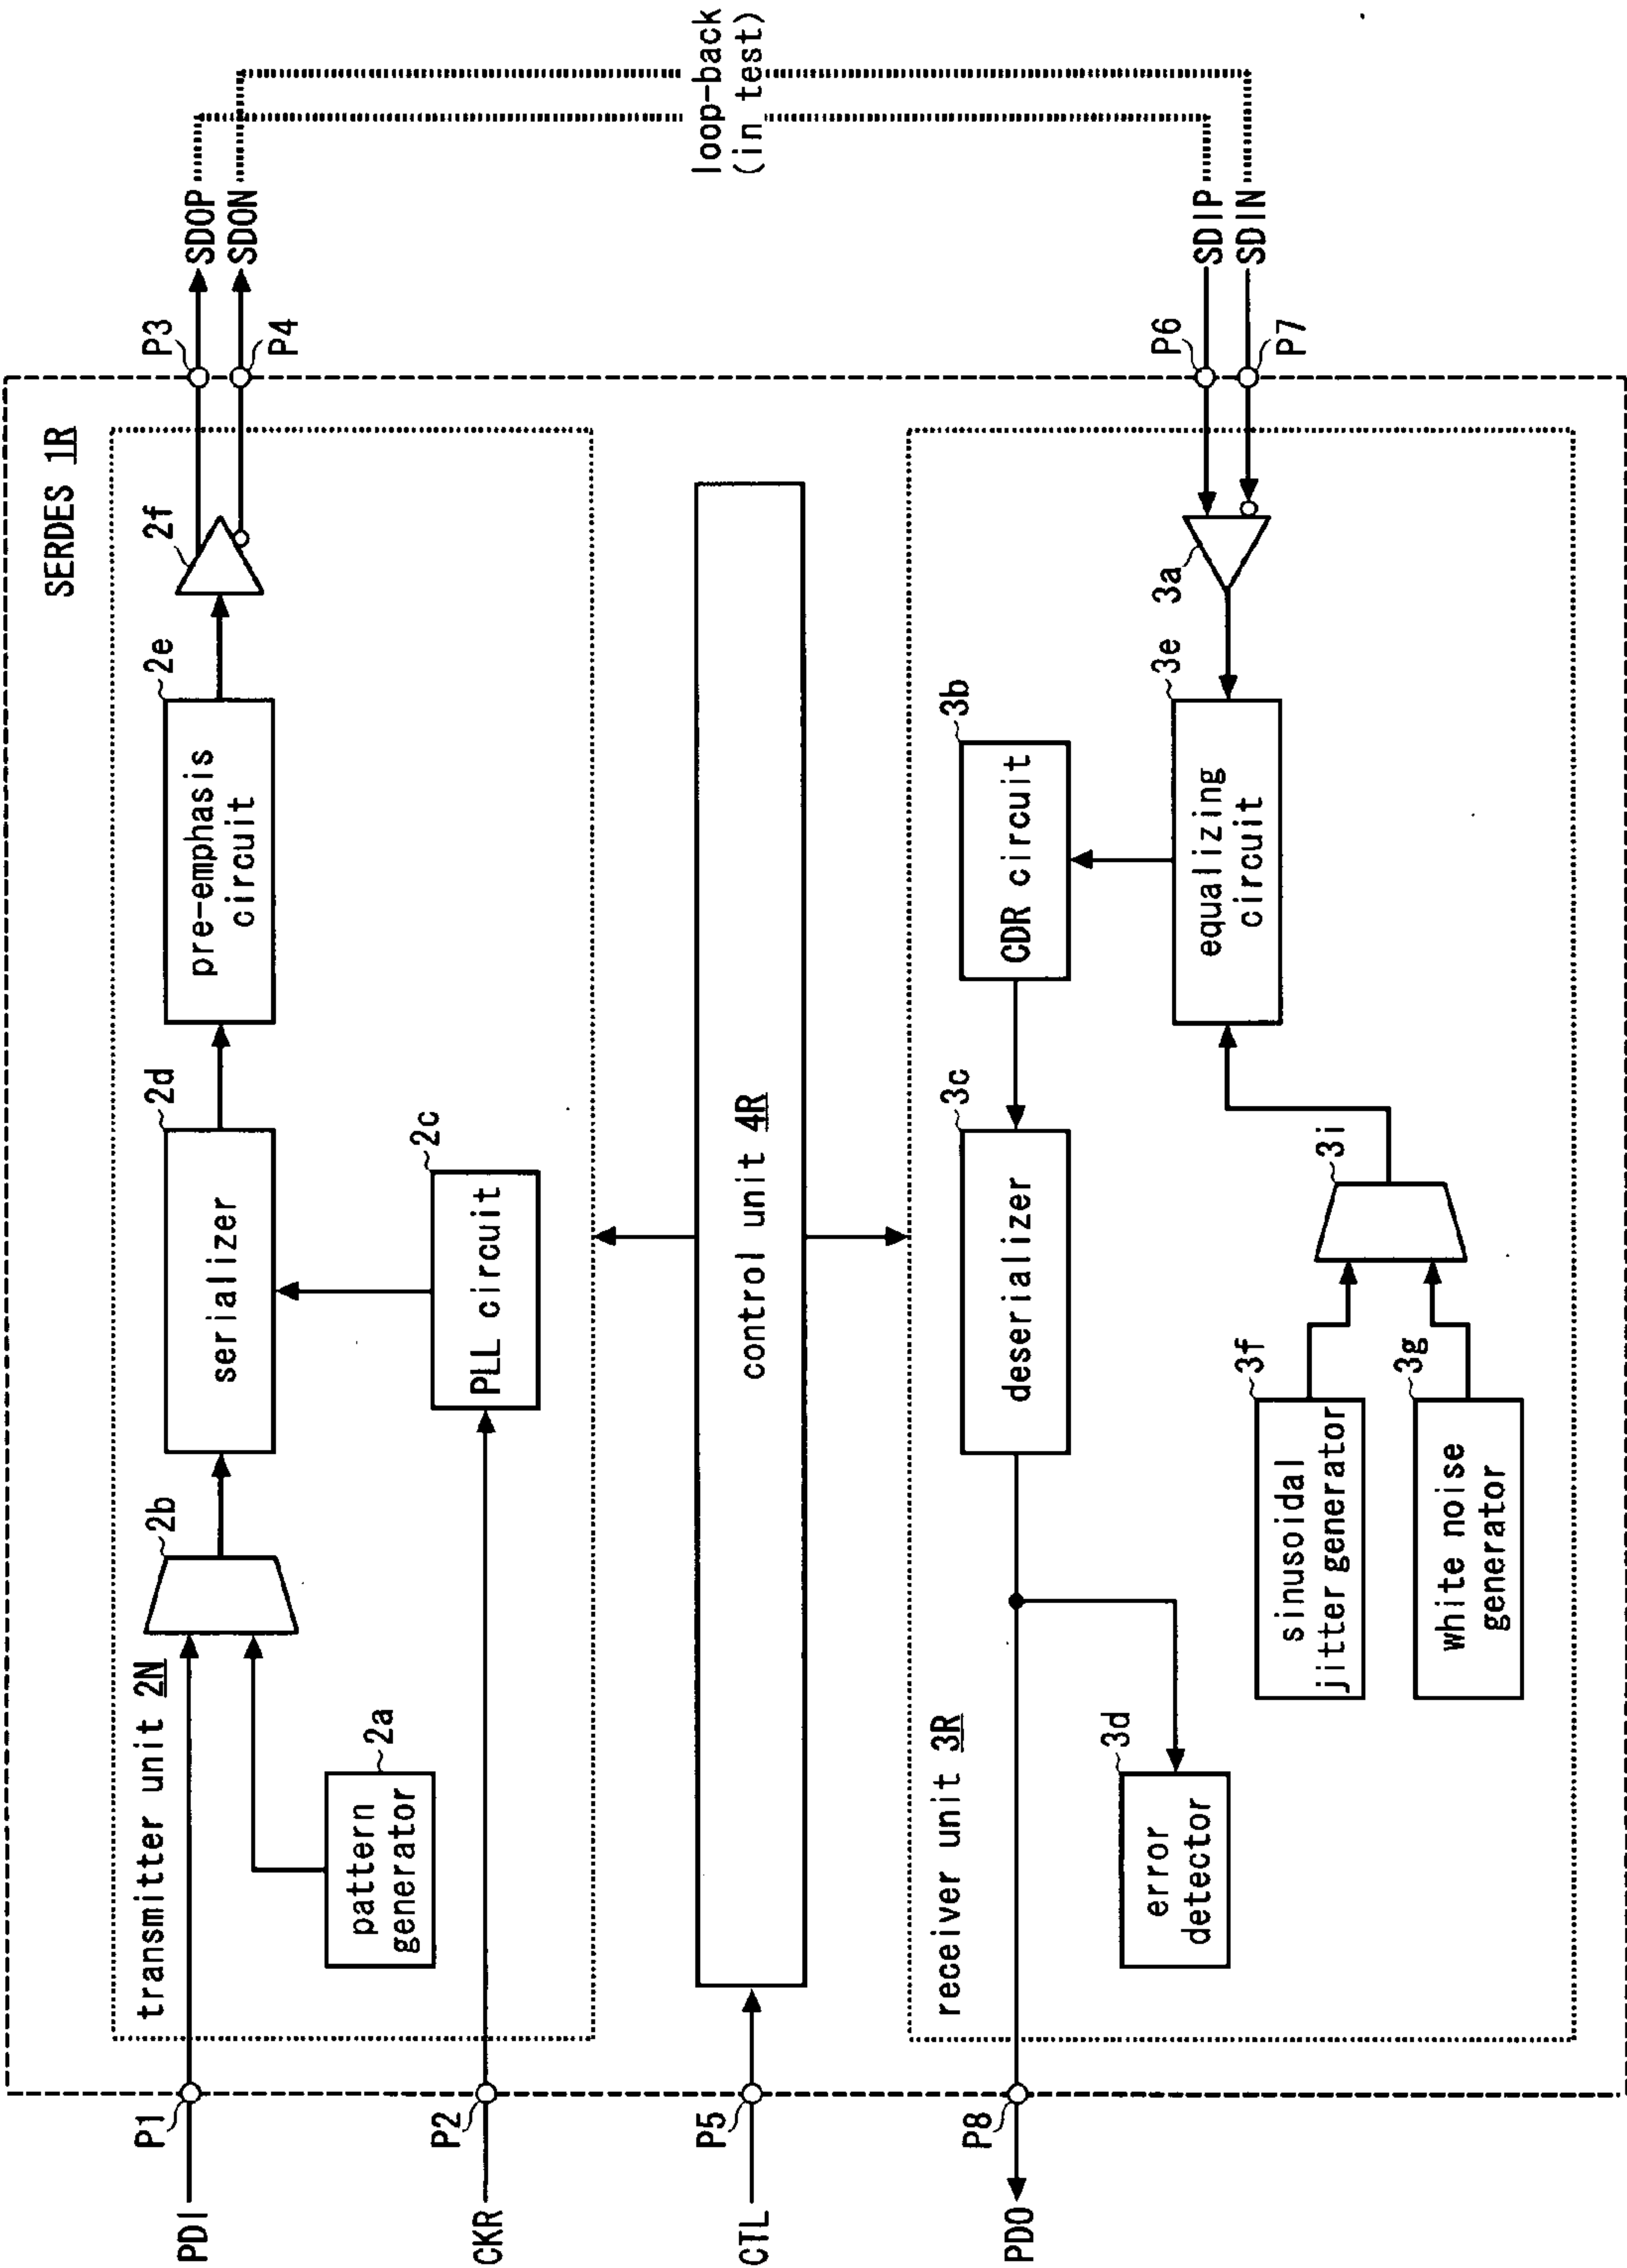 SERDES 1R
transmitter unit 2N
PDI
P1
2b
2d
serializer
2e
pre-emphasis
circuit
2f
P3
SDOP
SDON
P4
2a
pattern
generator
2c
PLL circuit
CKR
P2
loop-back
(in test)
CTL
P5
control unit 4R
receiver unit 3R
PDO
P8
3c
deserializer
3b
CDR circuit
3d
error
detector
3e
equalizing
circuit
3a
P6
SDIP
SDIN
P7
3f
sinusoidal
jitter generator
3i
3g
white noise
generator